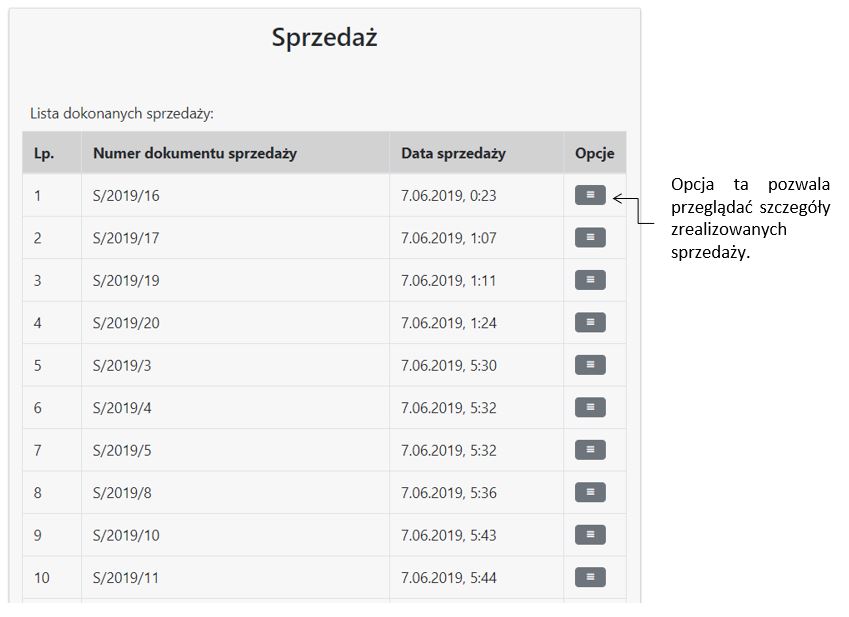 Sprzedaż
Lista dokonanych sprzedaży:
Lp. Numer dokumentu sprzedaży Data sprzedaży Opcje
1 S/2019/16 7.06.2019, 0:23
2 S/2019/17 7.06.2019, 1:07
3 S/2019/19 7.06.2019, 1:11
4 S/2019/20 7.06.2019, 1:24
5 S/2019/3 7.06.2019, 5:30
6 S/2019/4 7.06.2019, 5:32
7 S/2019/5 7.06.2019, 5:32
8 S/2019/8 7.06.2019, 5:36
9 S/2019/10 7.06.2019, 5:43
10 S/2019/11 7.06.2019, 5:44
Opcja ta pozwala
przeglądać szczegóły
zrealizowanych
sprzedaży.